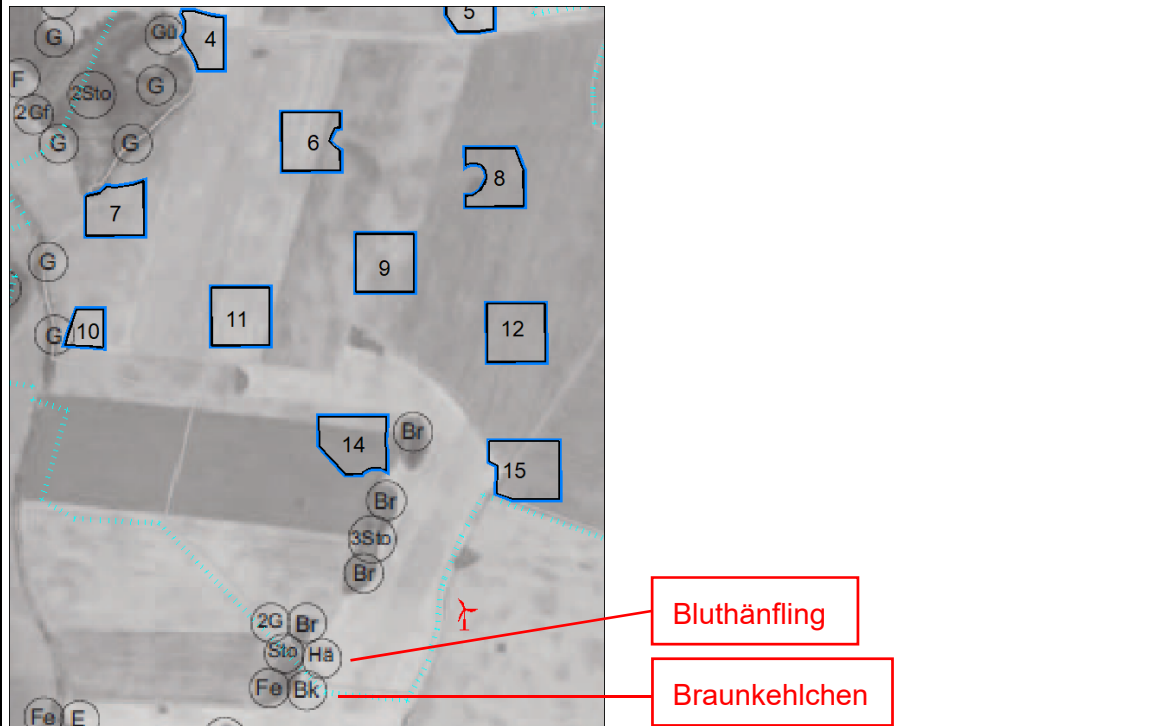 5
G
Gü
4
F
2Sto
G
2Gf
G
G
6
8
7
G
9
G
10
11
12
14
Br
15
Br
3Sto
Br
2G
Br
Bluthänfling
Sto
Hä
Fe
Bk
Braunkehlchen
Fe
E